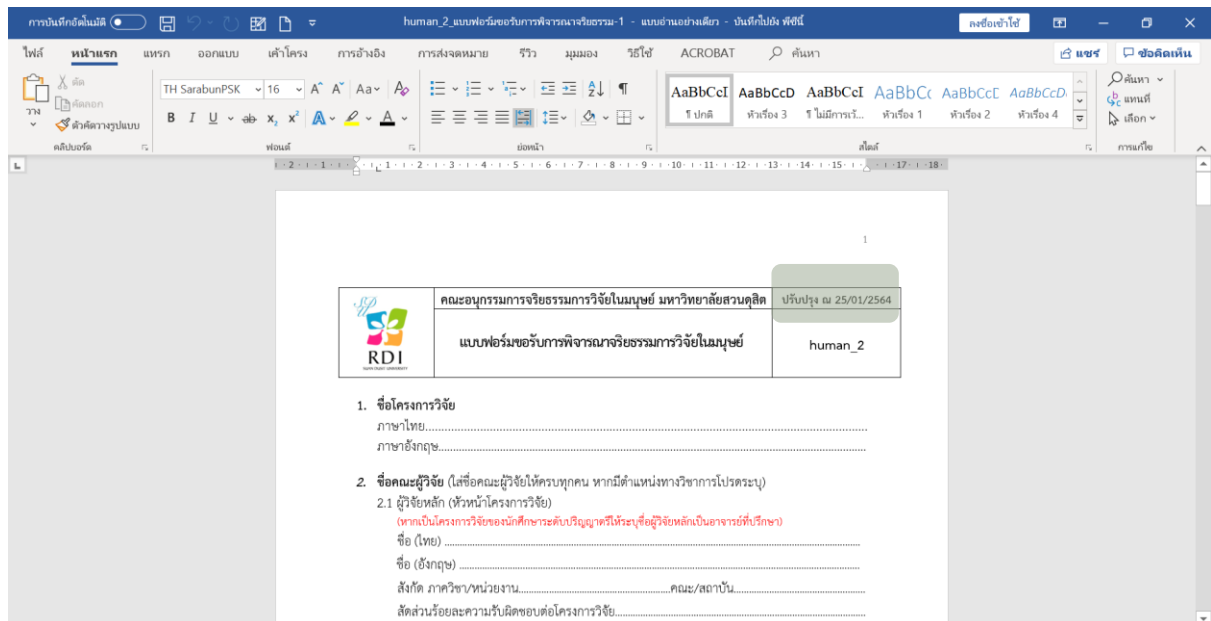 การบันทึกอัตโนมัติ human_2_แบบฟอร์มขอรับการพิจารณาจริยธรรม-1 - แบบอ่านอย่างเดียว - บันทึกไปยัง พีซีนี้ ลงชื่อเข้าใช้
ไฟล์ หน้าแรก แทรก ออกแบบ เค้าโครง การอ้างอิง การส่งจดหมาย รีวิว มุมมอง วิธีใช้ ACROBAT ค้นหา แชร์ ข้อคิดเห็น
วาง ตัด คัดลอก ตัวคัดวางรูปแบบ
TH SarabunPSK 16 Aa
B I U ab x₂ x² A A
AaBbCcI AaBbCcD AaBbCcI AaBbCc AaBbCcE AaBbCcD
¶ ปกติ หัวเรื่อง 3 ¶ ไม่มีการเว้... หัวเรื่อง 1 หัวเรื่อง 2 หัวเรื่อง 4
ค้นหา
แทนที่
เลือก
คลิปบอร์ด ฟอนต์ ย่อหน้า สไตล์ การแก้ไข
2 1 1 2 3 4 5 6 7 8 9 10 11 12 13 14 15 17 18
1
คณะอนุกรรมการจริยธรรมการวิจัยในมนุษย์ มหาวิทยาลัยสวนดุสิต ปรับปรุง ณ 25/01/2564
RDI
แบบฟอร์มขอรับการพิจารณาจริยธรรมการวิจัยในมนุษย์ human_2
1. ชื่อโครงการวิจัย
ภาษาไทย...........................................................................
ภาษาอังกฤษ...........................................................................
2. ชื่อคณะผู้วิจัย (ใส่ชื่อคณะผู้วิจัยให้ครบทุกคน หากมีตำแหน่งทางวิชาการโปรดระบุ)
2.1 ผู้วิจัยหลัก (หัวหน้าโครงการวิจัย)
(หากเป็นโครงการวิจัยของนักศึกษาระดับปริญญาตรีให้ระบุชื่อผู้วิจัยหลักเป็นอาจารย์ที่ปรึกษา)
ชื่อ (ไทย) ...........................................................................
ชื่อ (อังกฤษ) ...........................................................................
สังกัด ภาควิชา/หน่วยงาน......................................คณะ/สถาบัน.................................
สัดส่วนร้อยละความรับผิดชอบต่อโครงการวิจัย..................................................